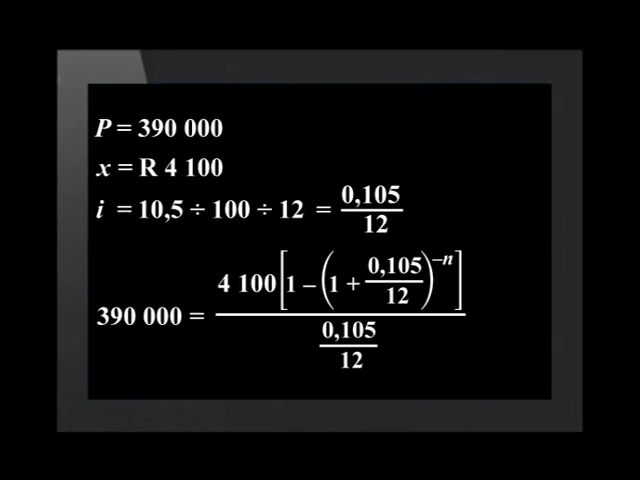 P = 390 000
x = R 4 100
i = 10,5 ÷ 100 ÷ 12 = 0,105/12
390 000 = 4 100[1 – (1 + 0,105/12)^–n] / (0,105/12)